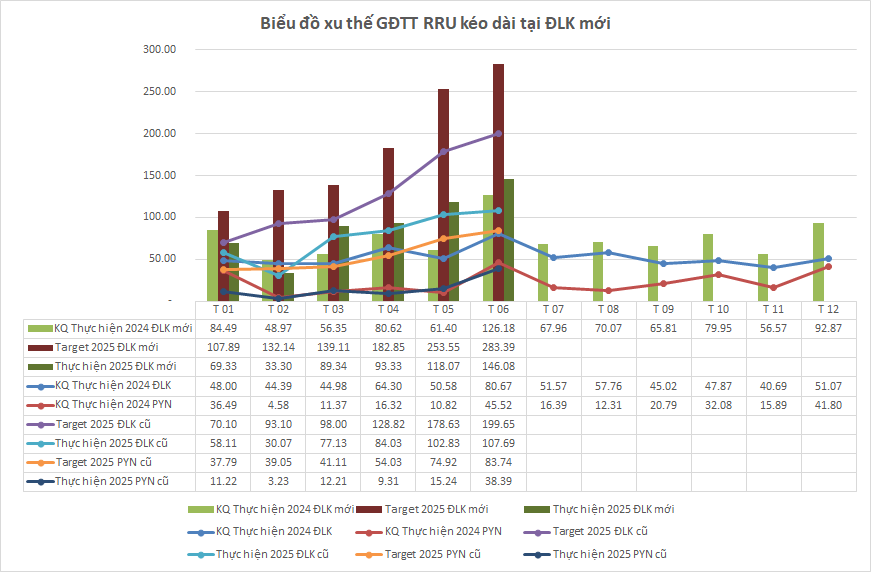 Biểu đồ xu thế GĐTT RRU kéo dài tại ĐLK mới
300.00
250.00
200.00
150.00
100.00
50.00
-
T 01 T 02 T 03 T 04 T 05 T 06 T 07 T 08 T 09 T 10 T 11 T 12
KQ Thực hiện 2024 ĐLK mới 84.49 48.97 56.35 80.62 61.40 126.18 67.96 70.07 65.81 79.95 56.57 92.87
Target 2025 ĐLK mới 107.89 132.14 139.11 182.85 253.55 283.39
Thực hiện 2025 ĐLK mới 69.33 33.30 89.34 93.33 118.07 146.08
KQ Thực hiện 2024 ĐLK 48.00 44.39 44.98 64.30 50.58 80.67 51.57 57.76 45.02 47.87 40.69 51.07
KQ Thực hiện 2024 PYN 36.49 4.58 11.37 16.32 10.82 45.52 16.39 12.31 20.79 32.08 15.89 41.80
Target 2025 ĐLK cũ 70.10 93.10 98.00 128.82 178.63 199.65
Thực hiện 2025 ĐLK cũ 58.11 30.07 77.13 84.03 102.83 107.69
Target 2025 PYN cũ 37.79 39.05 41.11 54.03 74.92 83.74
Thực hiện 2025 PYN cũ 11.22 3.23 12.21 9.31 15.24 38.39
KQ Thực hiện 2024 ĐLK mới Target 2025 ĐLK mới Thực hiện 2025 ĐLK mới
KQ Thực hiện 2024 ĐLK KQ Thực hiện 2024 PYN Target 2025 ĐLK cũ
Thực hiện 2025 ĐLK cũ Target 2025 PYN cũ Thực hiện 2025 PYN cũ